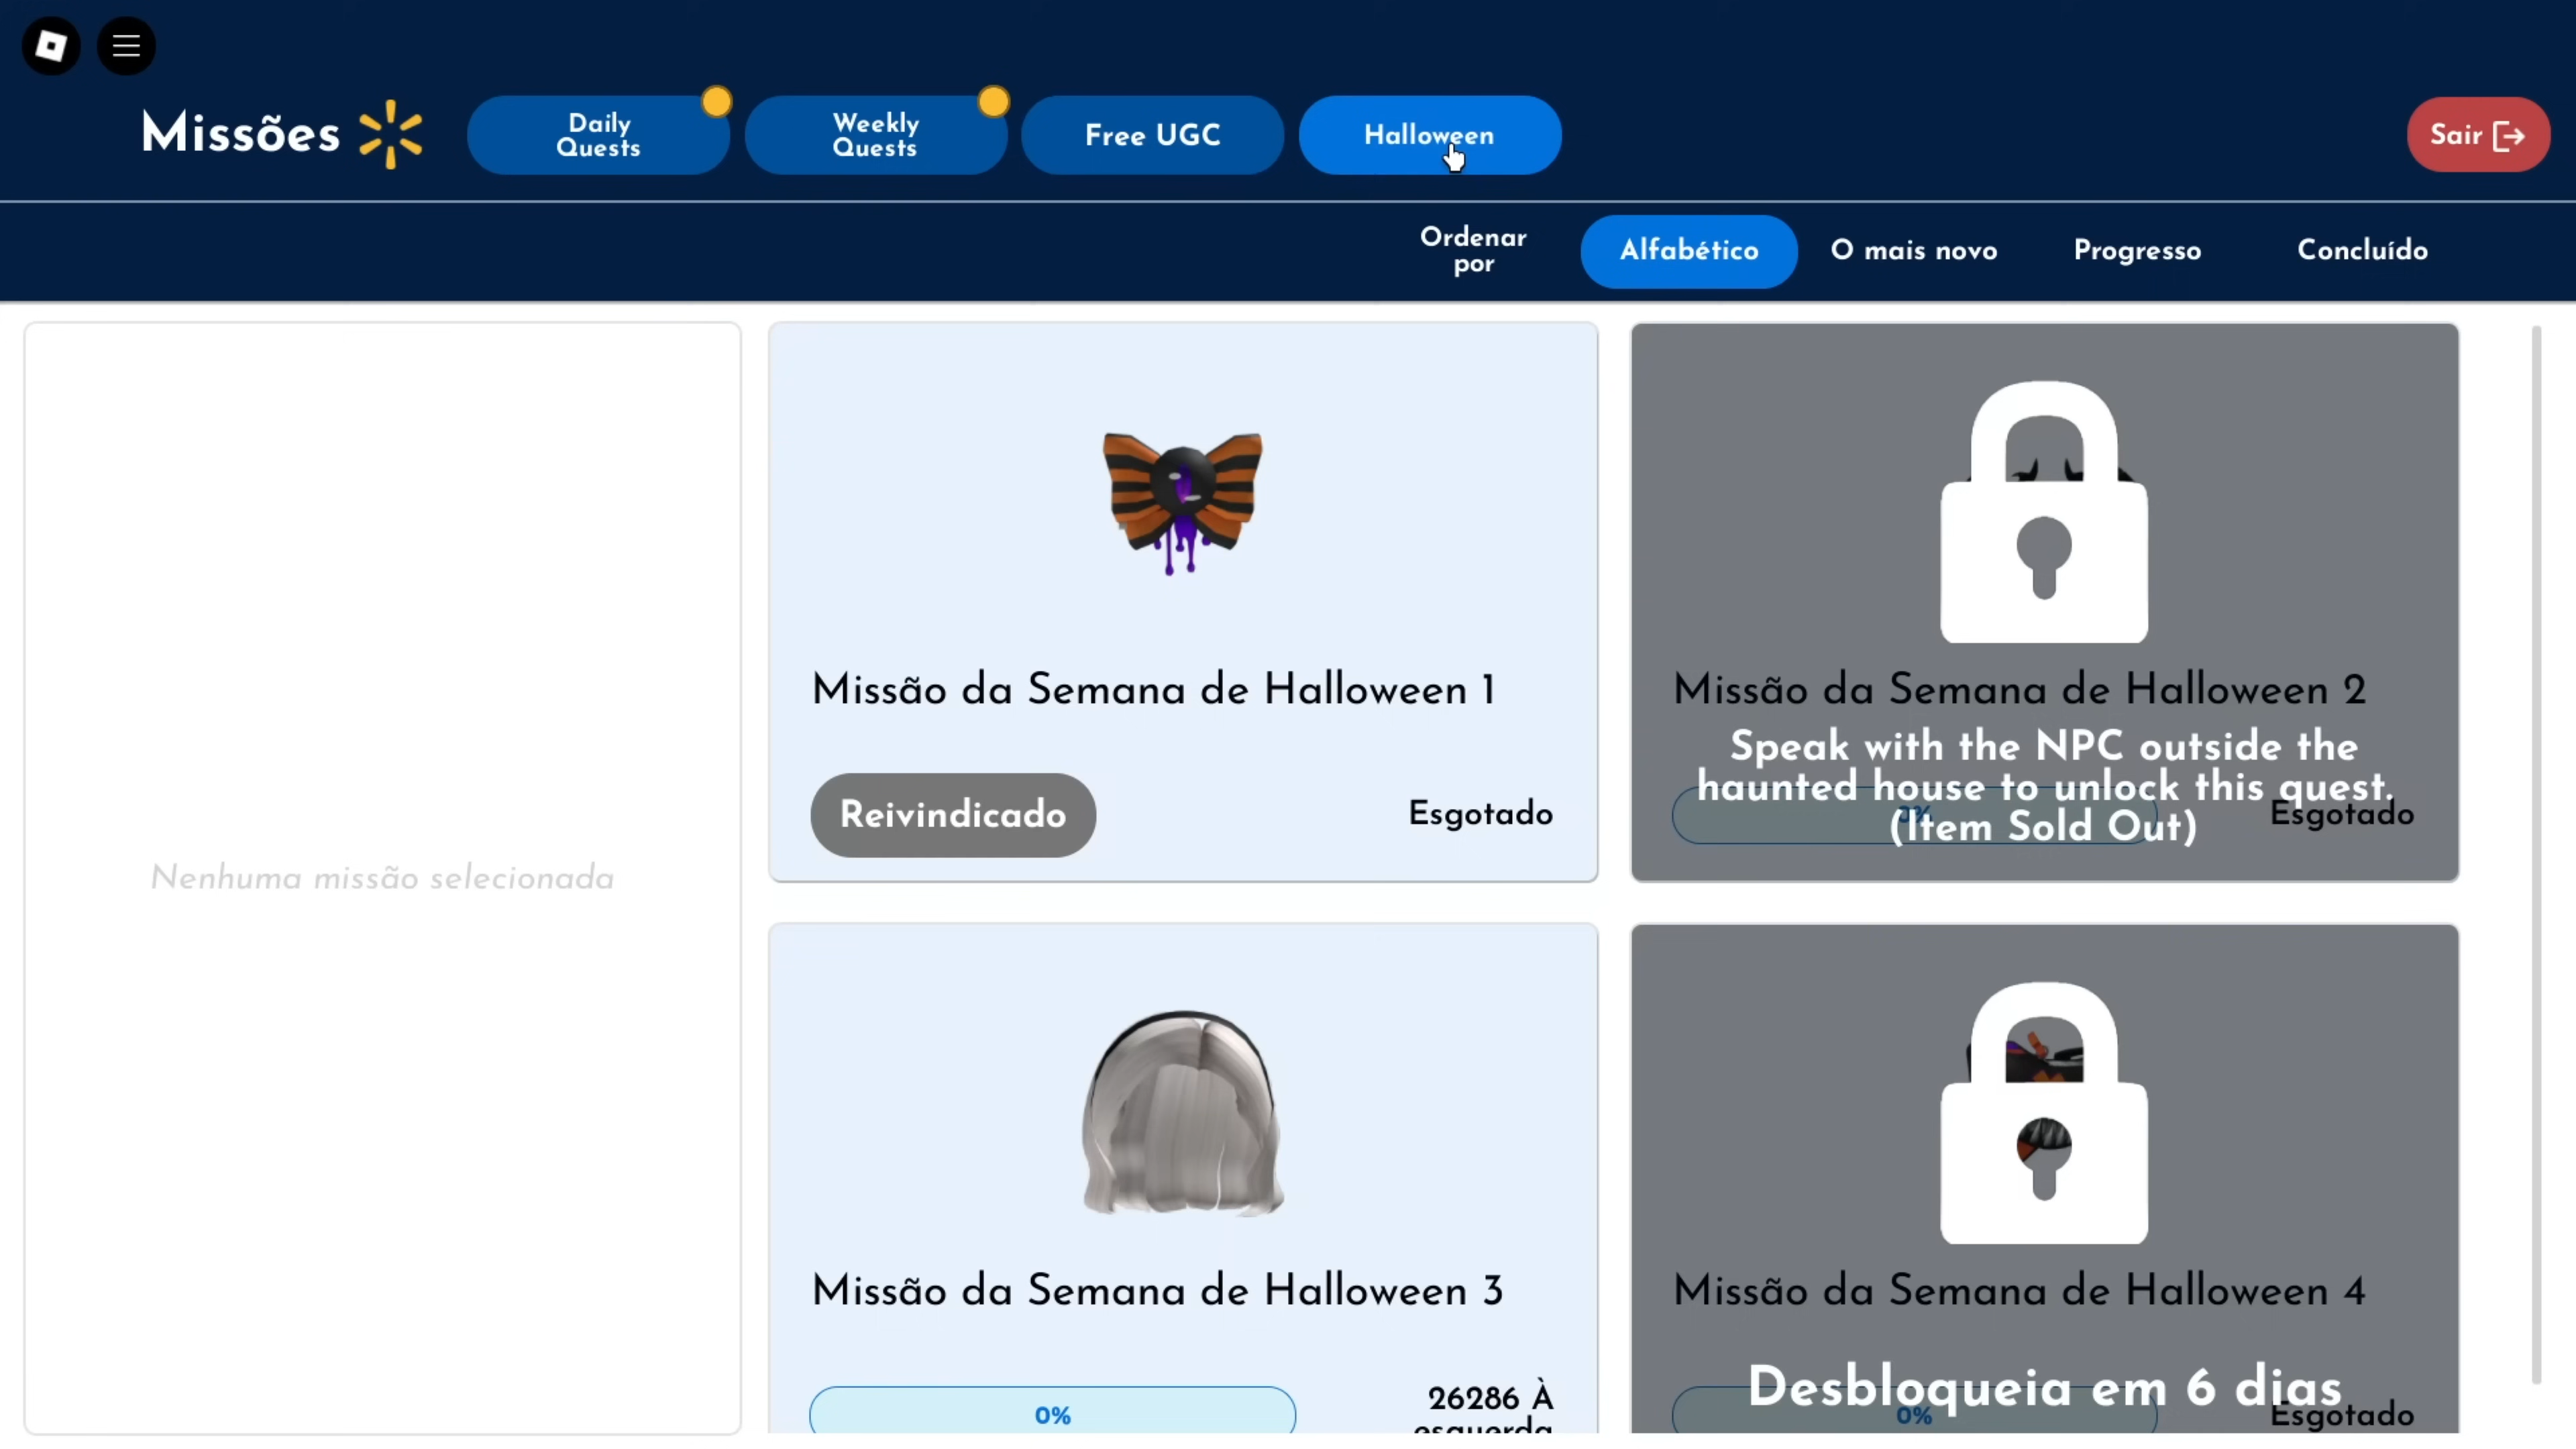 Missões
Daily
Quests
Weekly
Quests
Free UGC
Halloween
Sair
Ordenar
por
Alfabético
O mais novo
Progresso
Concluído
Nenhuma missão selecionada
Missão da Semana de Halloween 1
Reivindicado
Esgotado
Missão da Semana de Halloween 2
Speak with the NPC outside the
haunted house to unlock this quest.
(Item Sold Out)
0%
Esgotado
Missão da Semana de Halloween 3
0%
26286 À
esquerda
Missão da Semana de Halloween 4
Desbloqueia em 6 dias
0%
Esgotado